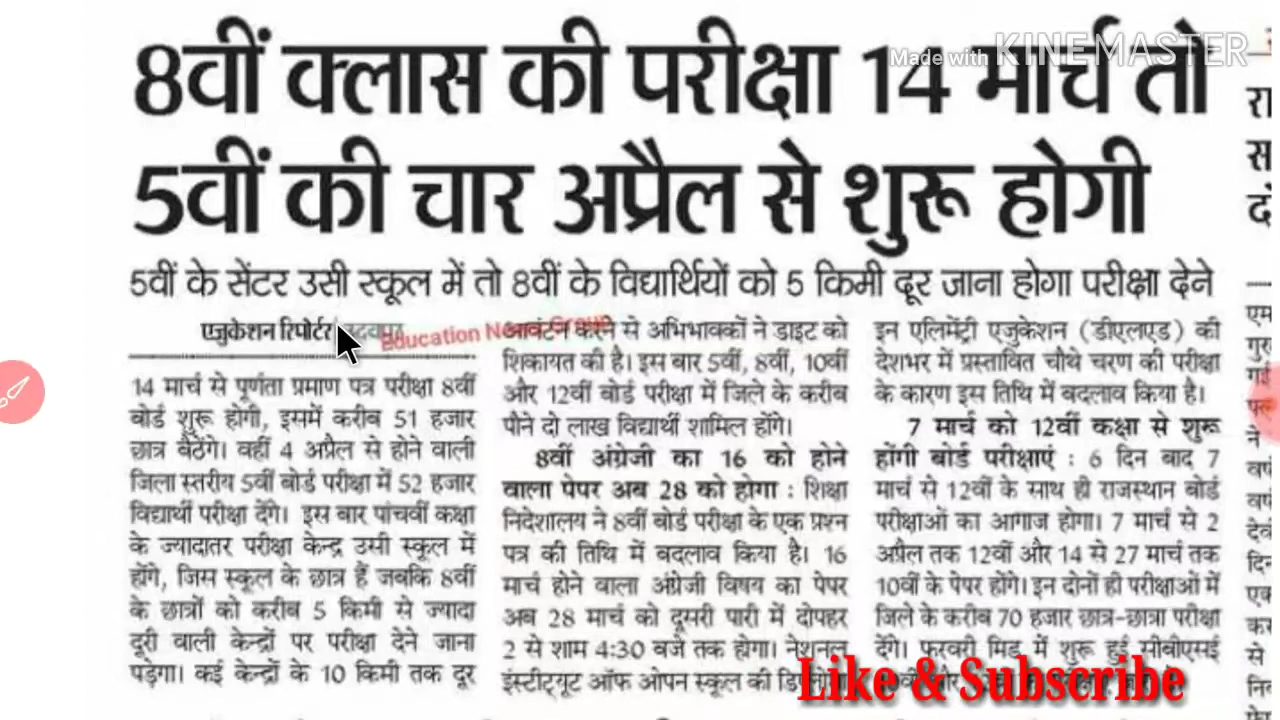 Made with KINEMASTER
8वीं क्लास की परीक्षा 14 मार्च तो
5वीं की चार अप्रैल से शुरू होगी
5वीं के सेंटर उसी स्कूल में तो 8वीं के विद्यार्थियों को 5 किमी दूर जाना होगा परीक्षा देने
एजुकेशन रिपोर्टर
Education News Group
14 मार्च से पूर्णता प्रमाण पत्र परीक्षा 8वीं
बोर्ड शुरू होगी, इसमें करीब 51 हजार
छात्र बैठेंगे। वहीं 4 अप्रैल से होने वाली
जिला स्तरीय 5वीं बोर्ड परीक्षा में 52 हजार
विद्यार्थी परीक्षा देंगे। इस बार पांचवीं कक्षा
के ज्यादातर परीक्षा केन्द्र उसी स्कूल में
होंगे, जिस स्कूल के छात्र हैं जबकि 8वीं
के छात्रों को करीब 5 किमी से ज्यादा
दूरी वाली केन्द्रों पर परीक्षा देने जाना
पड़ेगा। कई केन्द्रों के 10 किमी तक दूर
आवंटन करने से अभिभावकों ने डाइट को
शिकायत की है। इस बार 5वीं, 8वीं, 10वीं
और 12वीं बोर्ड परीक्षा में जिले के करीब
पौने दो लाख विद्यार्थी शामिल होंगे।
8वीं अंग्रेजी का 16 को होने
वाला पेपर अब 28 को होगा : शिक्षा
निदेशालय ने 8वीं बोर्ड परीक्षा के एक प्रश्न
पत्र की तिथि में बदलाव किया है। 16
मार्च होने वाला अंग्रेजी विषय का पेपर
अब 28 मार्च को दूसरी पारी में दोपहर
2 से शाम 4:30 बजे तक होगा। नेशनल
इंस्टीट्यूट ऑफ ओपन स्कूल की
इन एलिमेंट्री एजुकेशन (डीएलएड) की
देशभर में प्रस्तावित चौथे चरण की परीक्षा
के कारण इस तिथि में बदलाव किया है।
7 मार्च को 12वीं कक्षा से शुरू
होंगी बोर्ड परीक्षाएं : 6 दिन बाद 7
मार्च से 12वीं के साथ ही राजस्थान बोर्ड
परीक्षाओं का आगाज होगा। 7 मार्च से 2
अप्रैल तक 12वीं और 14 से 27 मार्च तक
10वीं के पेपर होंगे। इन दोनों ही परीक्षाओं में
जिले के करीब 70 हजार छात्र-छात्रा परीक्षा
देंगे। फरवरी मिड में शुरू हुई सीबीएसई
Like & Subscribe